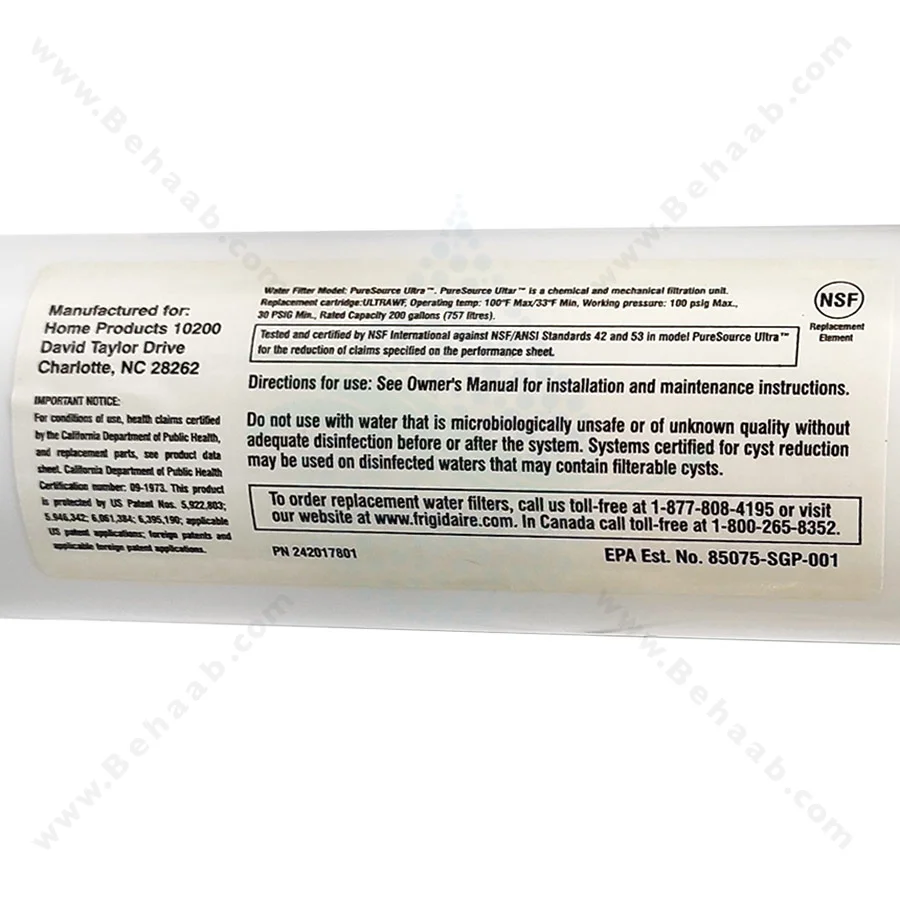 Manufactured for:
Home Products 10200
David Taylor Drive
Charlotte, NC 28262
IMPORTANT NOTICE:
For conditions of use, health claims certified
by the California Department of Public Health,
and replacement parts, see product data
sheet. California Department of Public Health
Certification number: 09-1973. This product
is protected by US Patent Nos. 5,922,803;
5,946,342; 6,061,384; 6,395,190; applicable
US patent applications; foreign patents and
applicable foreign patent applications.
Water Filter Model: PureSource Ultra™. PureSource Ultar™ is a chemical and mechanical filtration unit.
Replacement cartridge:ULTRAWF, Operating temp: 100°F Max/33°F Min, Working pressure: 100 psig Max.,
30 PSIG Min., Rated Capacity 200 gallons (757 litres).
Tested and certified by NSF International against NSF/ANSI Standards 42 and 53 in model PureSource Ultra™
for the reduction of claims specified on the performance sheet.
Directions for use: See Owner's Manual for installation and maintenance instructions.
Do not use with water that is microbiologically unsafe or of unknown quality without
adequate disinfection before or after the system. Systems certified for cyst reduction
may be used on disinfected waters that may contain filterable cysts.
To order replacement water filters, call us toll-free at 1-877-808-4195 or visit
our website at www.frigidaire.com. In Canada call toll-free at 1-800-265-8352.
PN 242017801
EPA Est. No. 85075-SGP-001
NSF
Replacement
Element
www.Behaab.com
www.Behaab.com
www.Behaab.com
www.Behaab.com